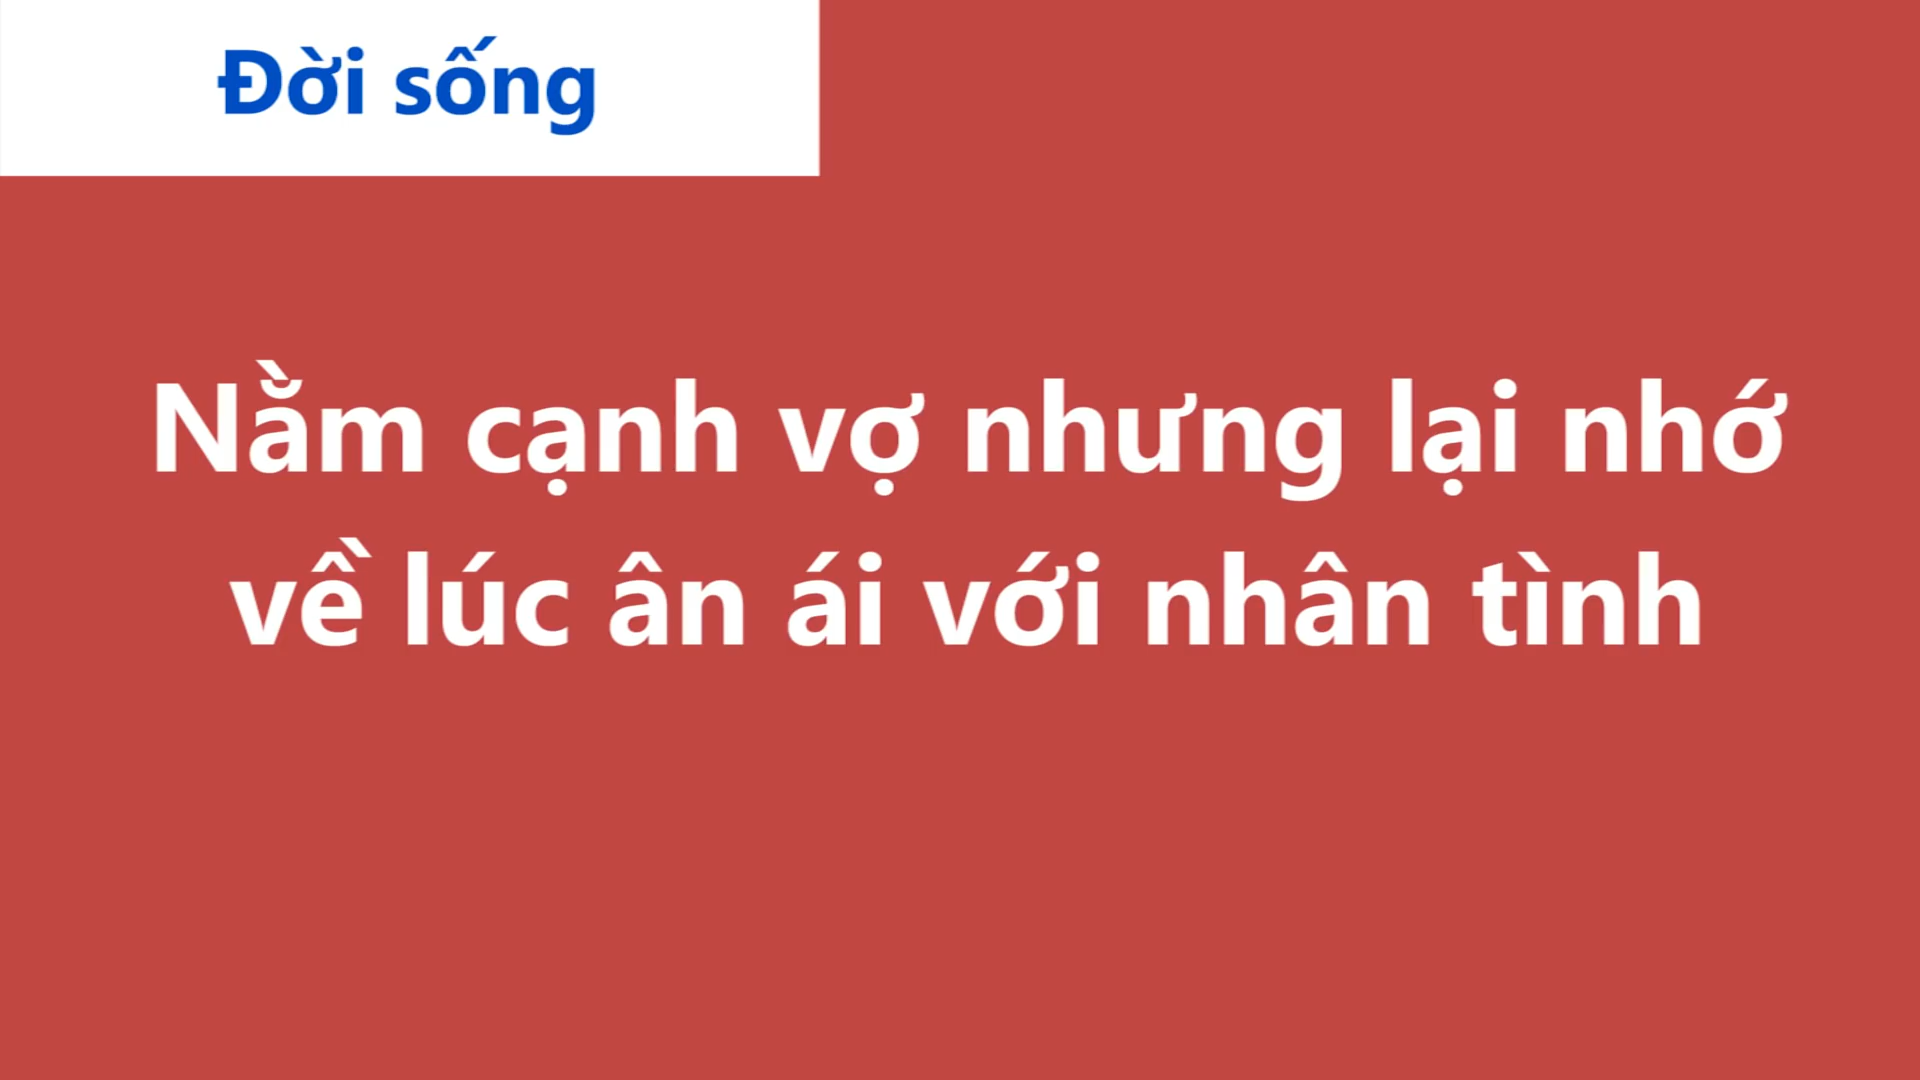 Đời sống
Nằm cạnh vợ nhưng lại nhớ
về lúc ân ái với nhân tình